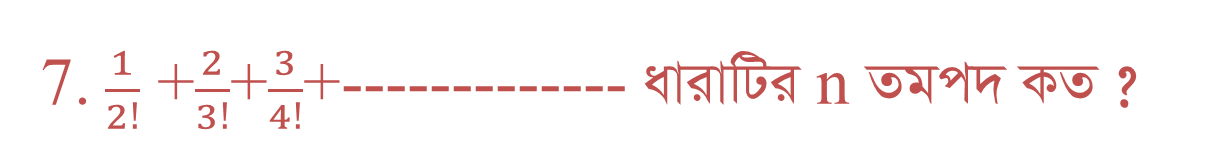 7. 1/2! + 2/3! + 3/4! + ------------- ধারাটির n তমপদ কত ?